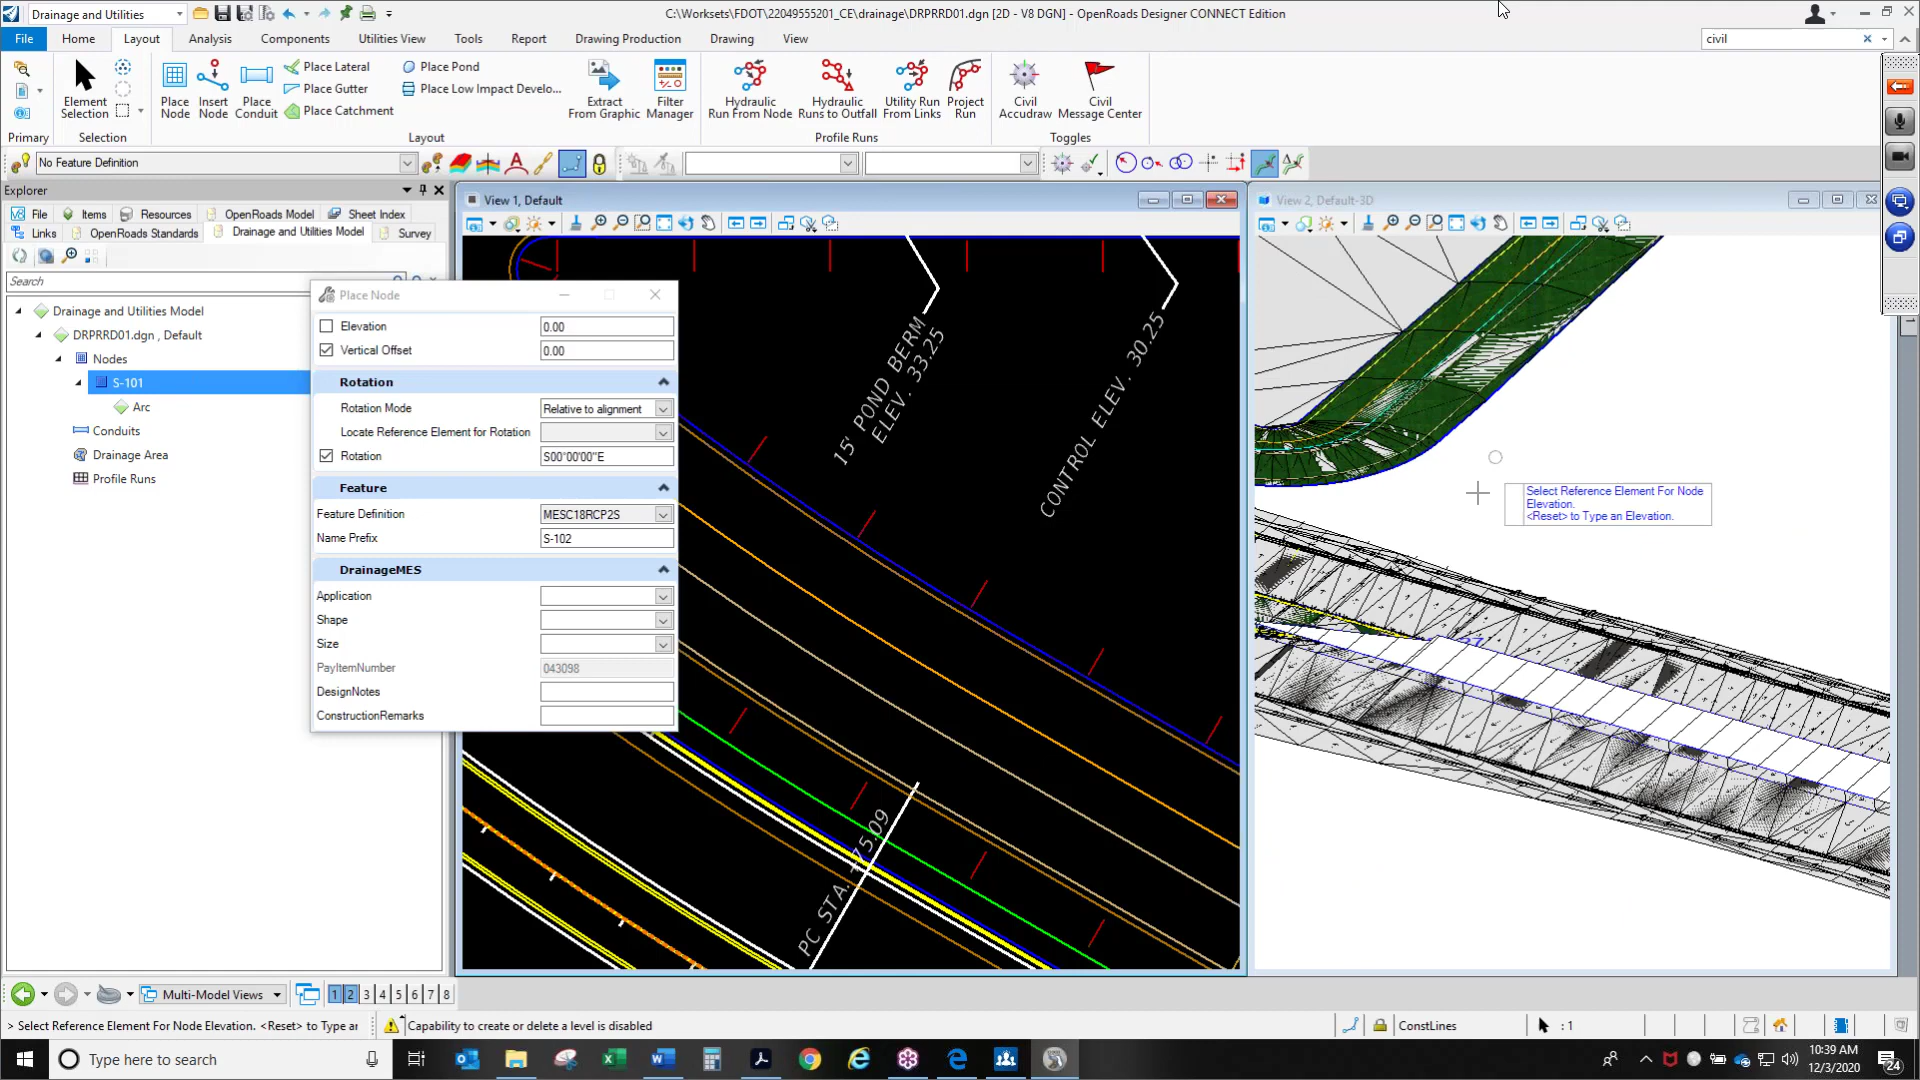 Drainage and Utilities
C:\Worksets\FDOT\22049555201_CE\drainage\DRPRRD01.dgn [2D - V8 DGN] - OpenRoads Designer CONNECT Edition
File
Home
Layout
Analysis
Components
Utilities View
Tools
Report
Drawing Production
Drawing
View
civil
Element Selection
Place Node
Insert Node
Place Conduit
Place Lateral
Place Gutter
Place Catchment
Place Pond
Place Low Impact Develo...
Extract From Graphic
Filter Manager
Hydraulic Run From Node
Hydraulic Runs to Outfall
Utility Run From Links
Project Run
Civil Accudraw
Civil Message Center
Primary
Selection
Layout
Profile Runs
Toggles
No Feature Definition
Explorer
File
Items
Resources
OpenRoads Model
Sheet Index
Links
OpenRoads Standards
Drainage and Utilities Model
Survey
Search
Drainage and Utilities Model
DRPRRD01.dgn , Default
Nodes
S-101
Arc
Conduits
Drainage Area
Profile Runs
Place Node
Elevation 0.00
Vertical Offset 0.00
Rotation
Rotation Mode Relative to alignment
Locate Reference Element for Rotation
Rotation S00°00'00"E
Feature
Feature Definition MESC18RCP2S
Name Prefix S-102
DrainageMES
Application
Shape
Size
PayItemNumber 043098
DesignNotes
ConstructionRemarks
View 1, Default
15' POND BERM
ELEV. 33.25
CONTROL ELEV. 30.25
View 2, Default-3D
Select Reference Element For Node
Elevation.
<Reset> to Type an Elevation.
Multi-Model Views
1 2 3 4 5 6 7 8
> Select Reference Element For Node Elevation. <Reset> to Type ar
Capability to create or delete a level is disabled
ConstLines
: 1
Type here to search
10:39 AM
12/3/2020
24